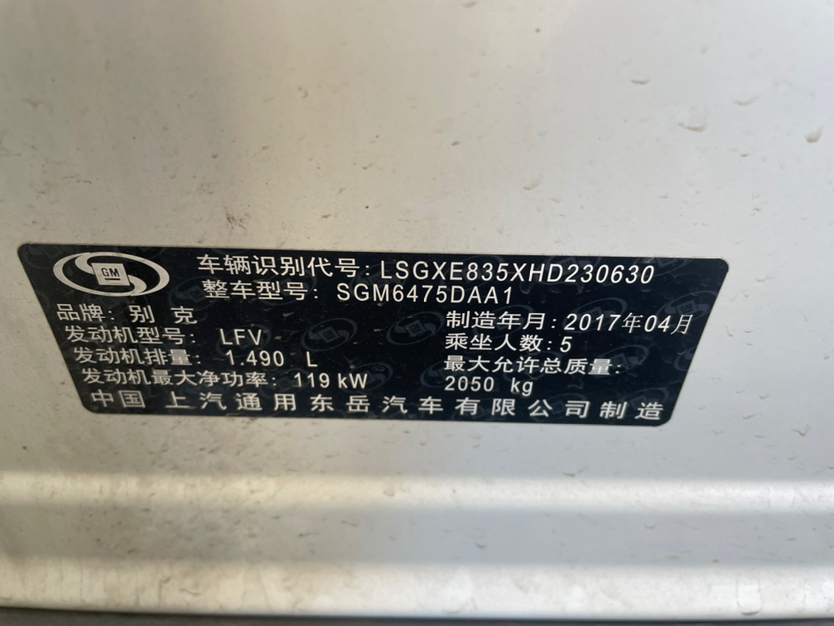 GM
车辆识别代号: LSGXE835XHD230630
整车型号: SGM6475DAA1
品牌: 别克
制造年月: 2017年04月
发动机型号: LFV
乘坐人数: 5
发动机排量: 1.490 L
最大允许总质量:
发动机最大净功率: 119 kW
2050 kg
中国 上汽通用东岳汽车有限公司制造